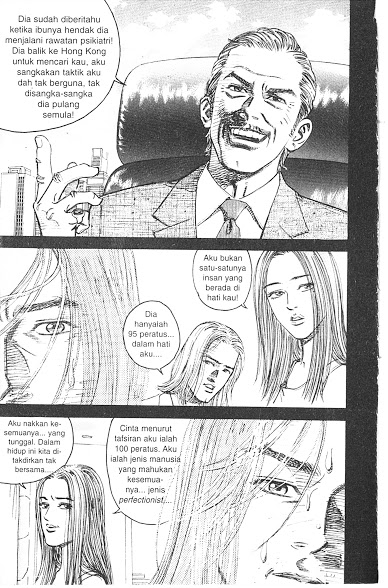 Dia sudah diberitahu
ketika ibunya hendak dia
menjalani rawatan psikiatri!
Dia balik ke Hong Kong
untuk mencari kau, aku
sangkakan taktik aku
dah tak berguna, tak
disangka-sangka
dia pulang
semula!
Aku bukan
satu-satunya
insan yang
berada di
hati kau!
Dia
hanyalah
95 peratus...
dalam hati
aku....
Aku nakkan ke-
semuanya... yang
tunggal. Dalam
hidup ini kita di-
takdirkan tak
bersama....
Cinta menurut
tafsiran aku ialah
100 peratus. Aku
ialah jenis manusia
yang mahukan
kesemua-
nya... jenis
perfectionist....